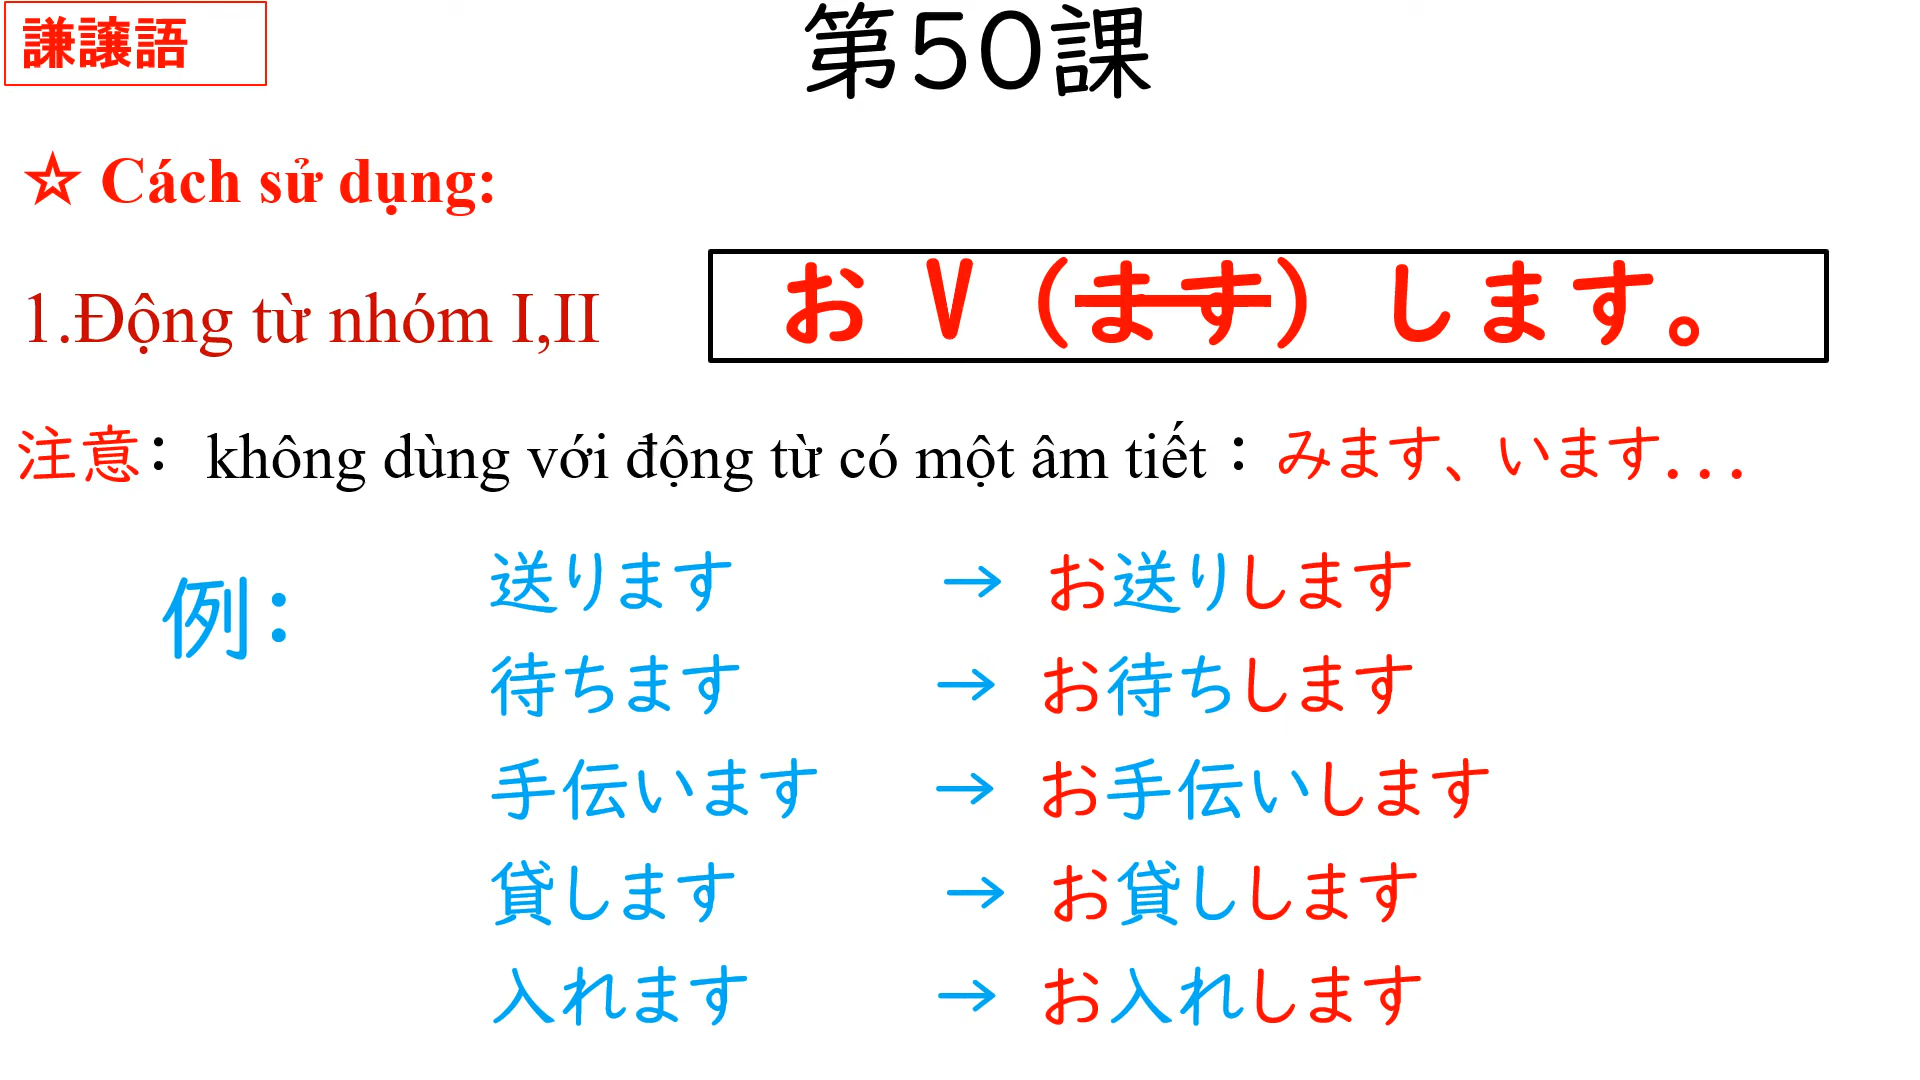 謙譲語
第50課
☆ Cách sử dụng:
1.Động từ nhóm I,II
お V（ます）します。
注意： không dùng với động từ có một âm tiết：みます、います...
例：
送ります → お送りします
待ちます → お待ちします
手伝います → お手伝いします
貸します → お貸しします
入れます → お入れします